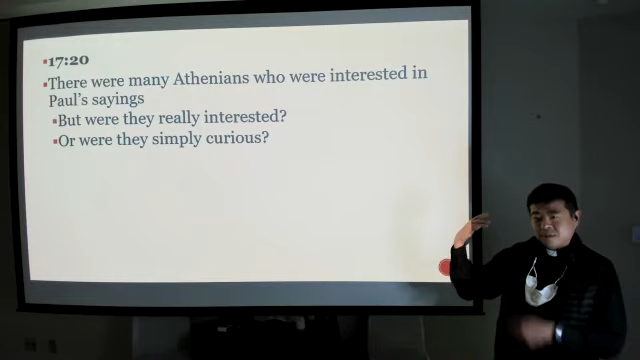 17:20
There were many Athenians who were interested in
Paul's sayings
But were they really interested?
Or were they simply curious?